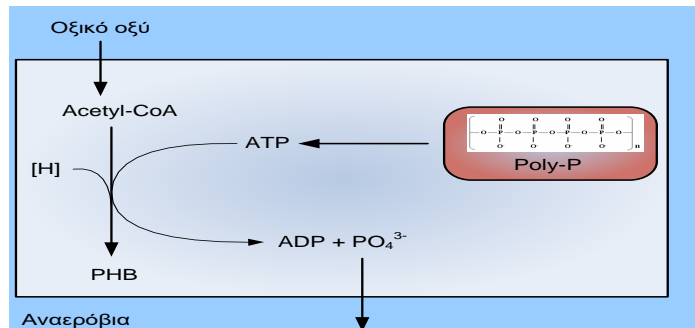 Οξικό οξύ
Acetyl-CoA
ATP
O O O O
O P O P O P O P O
O- O- O- O-
n
Poly-P
[H]
ADP + PO₄³⁻
PHB
Αναερόβια